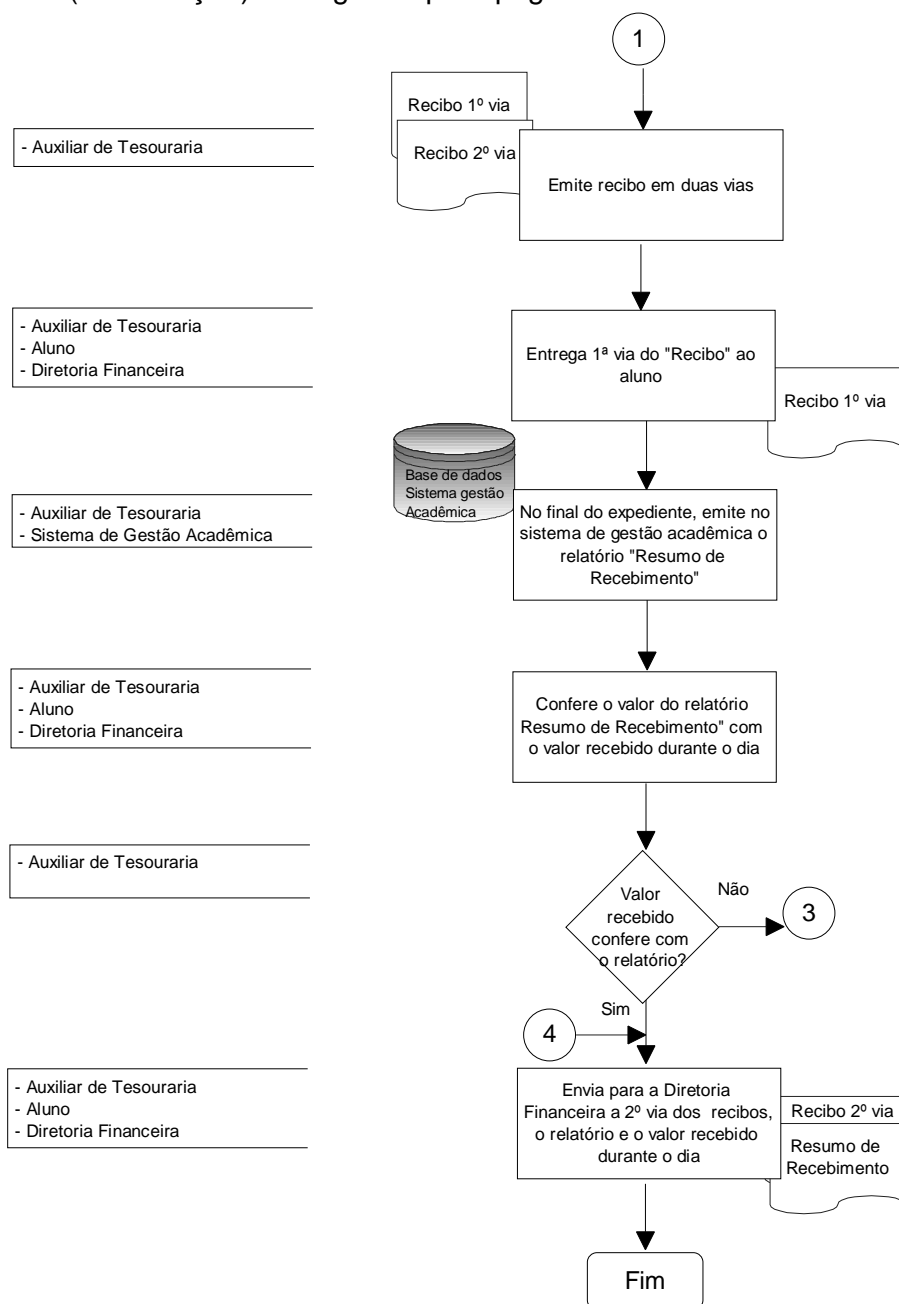 1
Recibo 1º via
- Auxiliar de Tesouraria
Recibo 2º via
Emite recibo em duas vias
- Auxiliar de Tesouraria
- Aluno
- Diretoria Financeira
Entrega 1ª via do "Recibo" ao
aluno
Recibo 1º via
Base de dados
Sistema gestão
Acadêmica
- Auxiliar de Tesouraria
- Sistema de Gestão Acadêmica
No final do expediente, emite no
sistema de gestão acadêmica o
relatório "Resumo de
Recebimento"
- Auxiliar de Tesouraria
- Aluno
- Diretoria Financeira
Confere o valor do relatório
Resumo de Recebimento" com
o valor recebido durante o dia
- Auxiliar de Tesouraria
Valor
recebido
confere com
o relatório?
Não
3
Sim
4
- Auxiliar de Tesouraria
- Aluno
- Diretoria Financeira
Envia para a Diretoria
Financeira a 2º via dos recibos,
o relatório e o valor recebido
durante o dia
Recibo 2º via
Resumo de
Recebimento
Fim